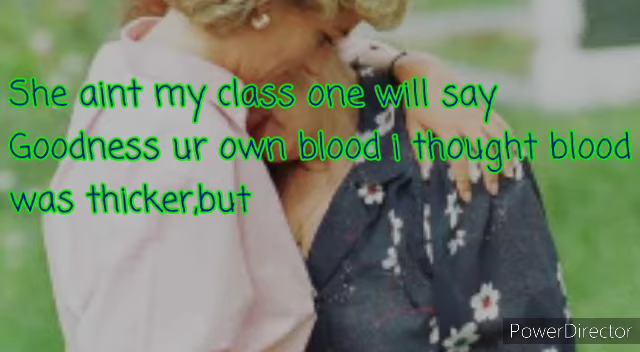 She aint my class one will say
Goodness ur own blood i thought blood
was thicker,but
PowerDirector